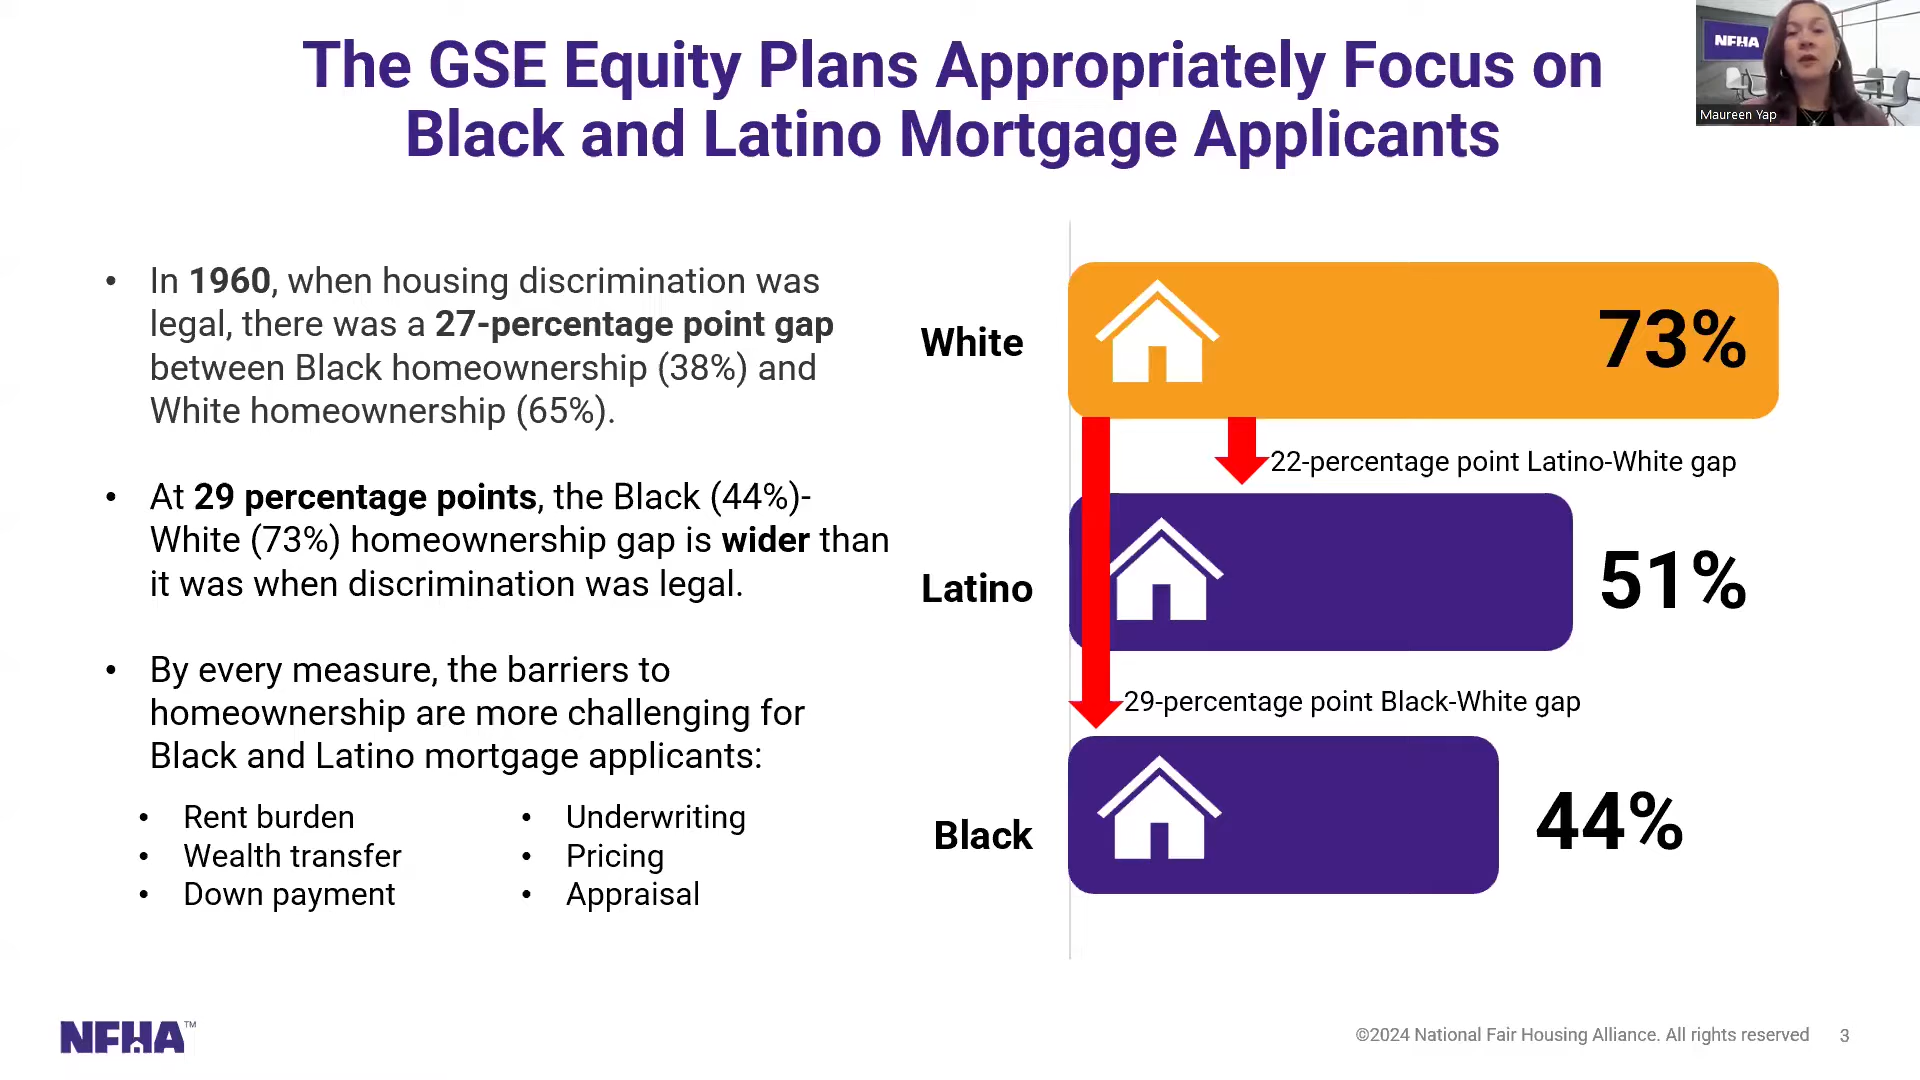 The GSE Equity Plans Appropriately Focus on
Black and Latino Mortgage Applicants
NFHA
Maureen Yap
• In 1960, when housing discrimination was
legal, there was a 27-percentage point gap
between Black homeownership (38%) and
White homeownership (65%).
• At 29 percentage points, the Black (44%)-
White (73%) homeownership gap is wider than
it was when discrimination was legal.
• By every measure, the barriers to
homeownership are more challenging for
Black and Latino mortgage applicants:
• Rent burden
• Wealth transfer
• Down payment
• Underwriting
• Pricing
• Appraisal
White
73%
22-percentage point Latino-White gap
Latino
51%
29-percentage point Black-White gap
Black
44%
NFHA™
©2024 National Fair Housing Alliance. All rights reserved 3